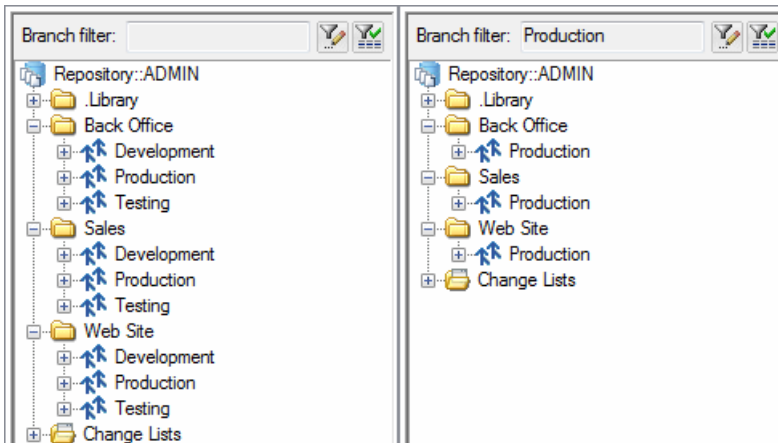 Branch filter:
Repository::ADMIN
.Library
Back Office
Development
Production
Testing
Sales
Development
Production
Testing
Web Site
Development
Production
Testing
Change Lists
Branch filter: Production
Repository::ADMIN
.Library
Back Office
Production
Sales
Production
Web Site
Production
Change Lists